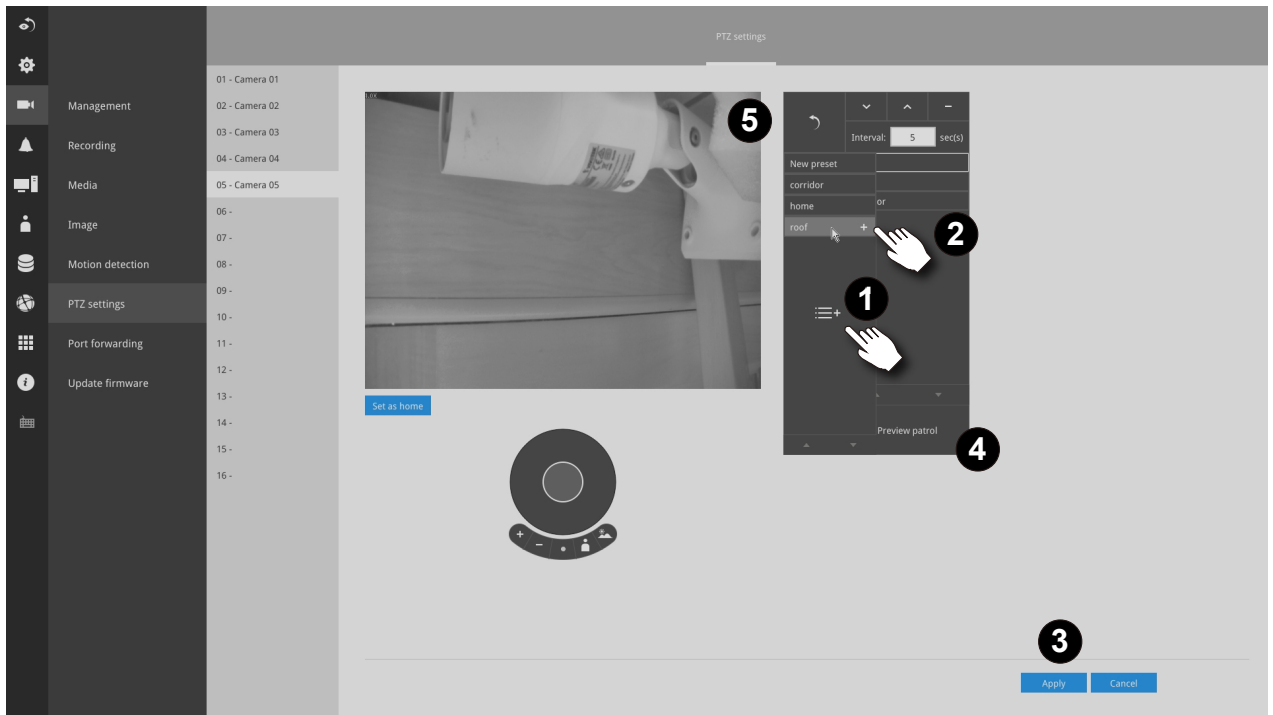 PTZ settings
Management
Recording
Media
Image
Motion detection
PTZ settings
Port forwarding
Update firmware
01 - Camera 01
02 - Camera 02
03 - Camera 03
04 - Camera 04
05 - Camera 05
06 -
07 -
08 -
09 -
10 -
11 -
12 -
13 -
14 -
15 -
16 -
1.0X
5
Set as home
Interval: 5 sec(s)
New preset
corridor
home
roof +
or
2
1
Preview patrol
4
3
Apply
Cancel